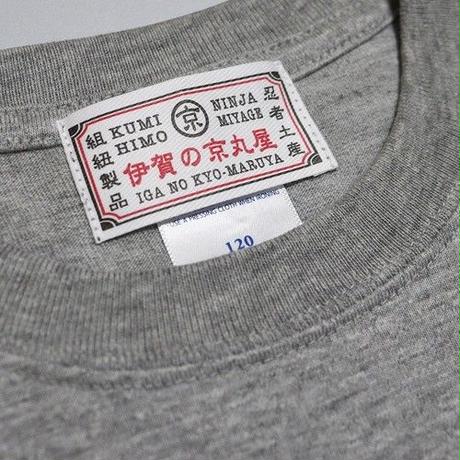 組紐製品
KUMI
HIMO
京
NINJA
MIYAGE
忍者土産
伊賀の京丸屋
IGA NO KYO-MARUYA
USE A PRESSING CLOTH WHEN IRONING
120